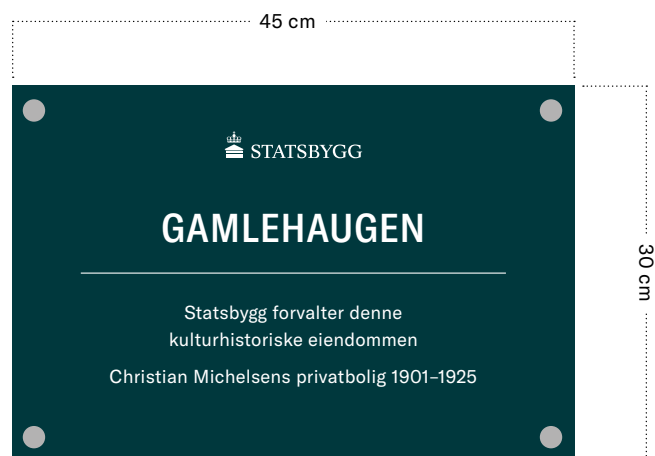 45 cm
STATSBYGG
GAMLEHAUGEN
30 cm
Statsbygg forvalter denne
kulturhistoriske eiendommen
Christian Michelsens privatbolig 1901–1925